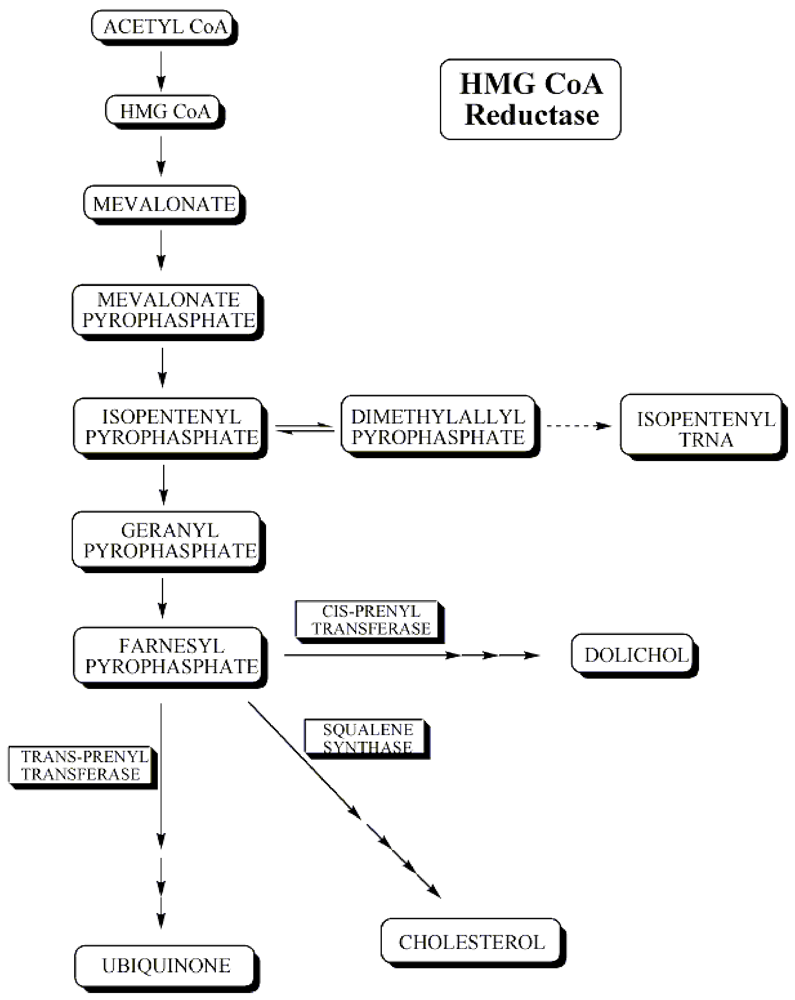 ACETYL CoA
HMG CoA
Reductase
HMG CoA
MEVALONATE
MEVALONATE
PYROPHASPHATE
ISOPENTENYL
PYROPHASPHATE
DIMETHYLALLYL
PYROPHASPHATE
ISOPENTENYL
TRNA
GERANYL
PYROPHASPHATE
CIS-PRENYL
TRANSFERASE
FARNESYL
PYROPHASPHATE
DOLICHOL
SQUALENE
SYNTHASE
TRANS-PRENYL
TRANSFERASE
CHOLESTEROL
UBIQUINONE